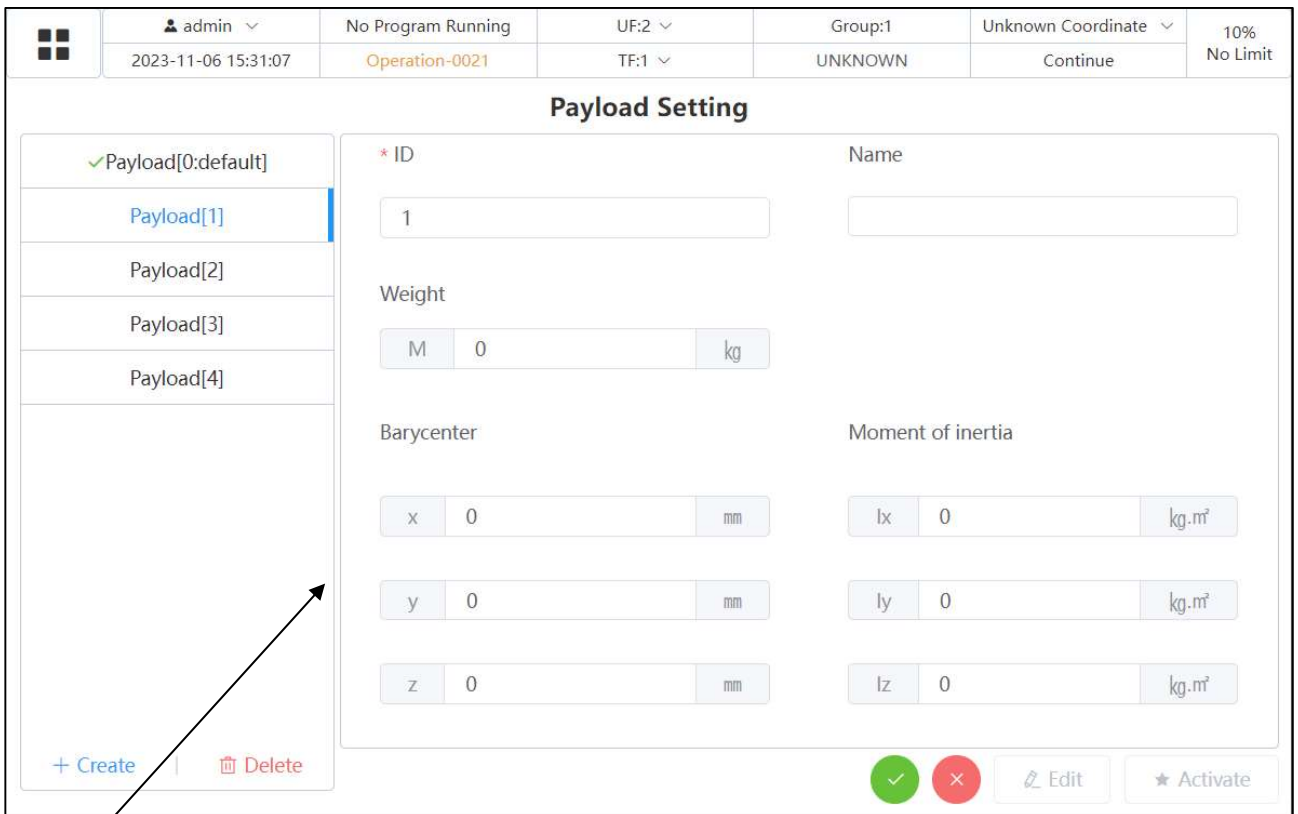 admin
No Program Running
UF:2
Group:1
Unknown Coordinate
10%
No Limit
2023-11-06 15:31:07
Operation-0021
TF:1
UNKNOWN
Continue
Payload Setting
Payload[0:default]
Payload[1]
Payload[2]
Payload[3]
Payload[4]
+ Create
Delete
* ID
Name
1
Weight
M 0 kg
Barycenter
Moment of inertia
x 0 mm
Ix 0 kg.m²
y 0 mm
Iy 0 kg.m²
z 0 mm
Iz 0 kg.m²
Edit
Activate